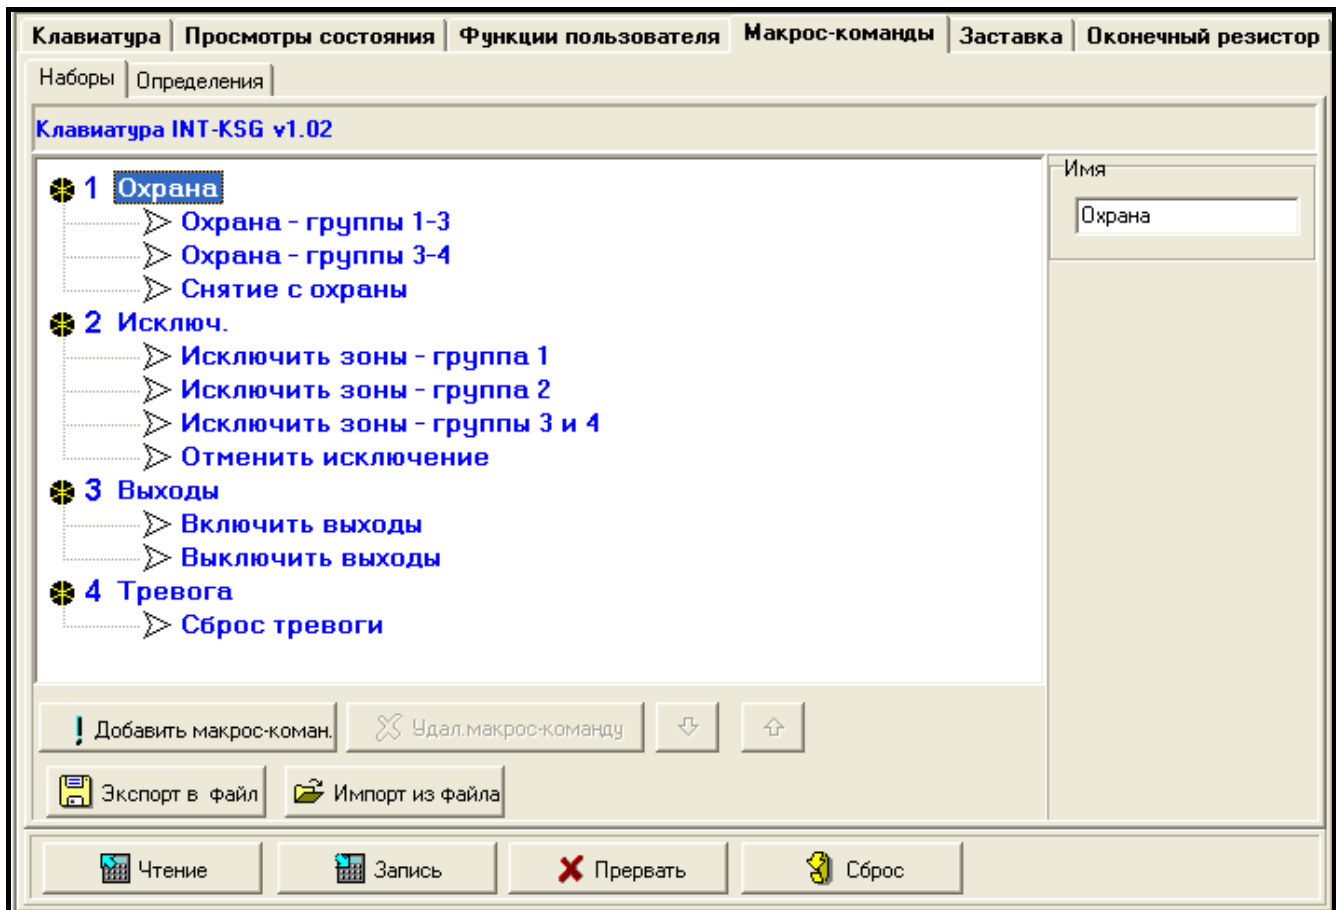 Клавиатура Просмотры состояния Функции пользователя Макрос-команды Заставка Оконечный резистор
Наборы Определения
Клавиатура INT-KSG v1.02
1 Охрана
Охрана - группы 1-3
Охрана - группы 3-4
Снятие с охраны
2 Исключ.
Исключить зоны - группа 1
Исключить зоны - группа 2
Исключить зоны - группы 3 и 4
Отменить исключение
3 Выходы
Включить выходы
Выключить выходы
4 Тревога
Сброс тревоги
Имя
Охрана
Добавить макрос-коман. Удал.макрос-команду
Экспорт в файл Импорт из файла
Чтение Запись Прервать Сброс